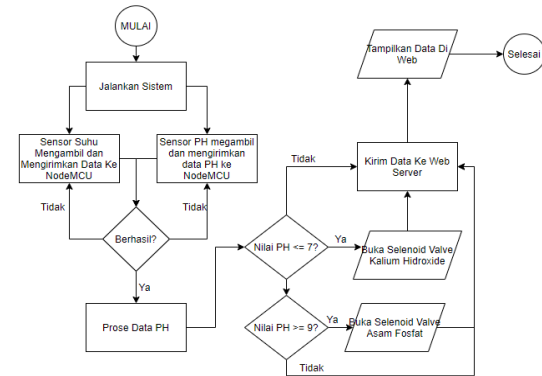 MULAI
Jalankan Sistem
Sensor Suhu
Mengambil dan
Mengirimkan Data Ke
NodeMCU
Sensor PH megambil
dan mengirimkan
data PH ke
NodeMCU
Tidak
Tidak
Berhasil?
Ya
Prose Data PH
Nilai PH <= 7?
Tidak
Ya
Buka Selenoid Valve
Kalium Hidroxide
Nilai PH >= 9?
Ya
Buka Selenoid Valve
Asam Fosfat
Tidak
Kirim Data Ke Web
Server
Tampilkan Data Di
Web
Selesai